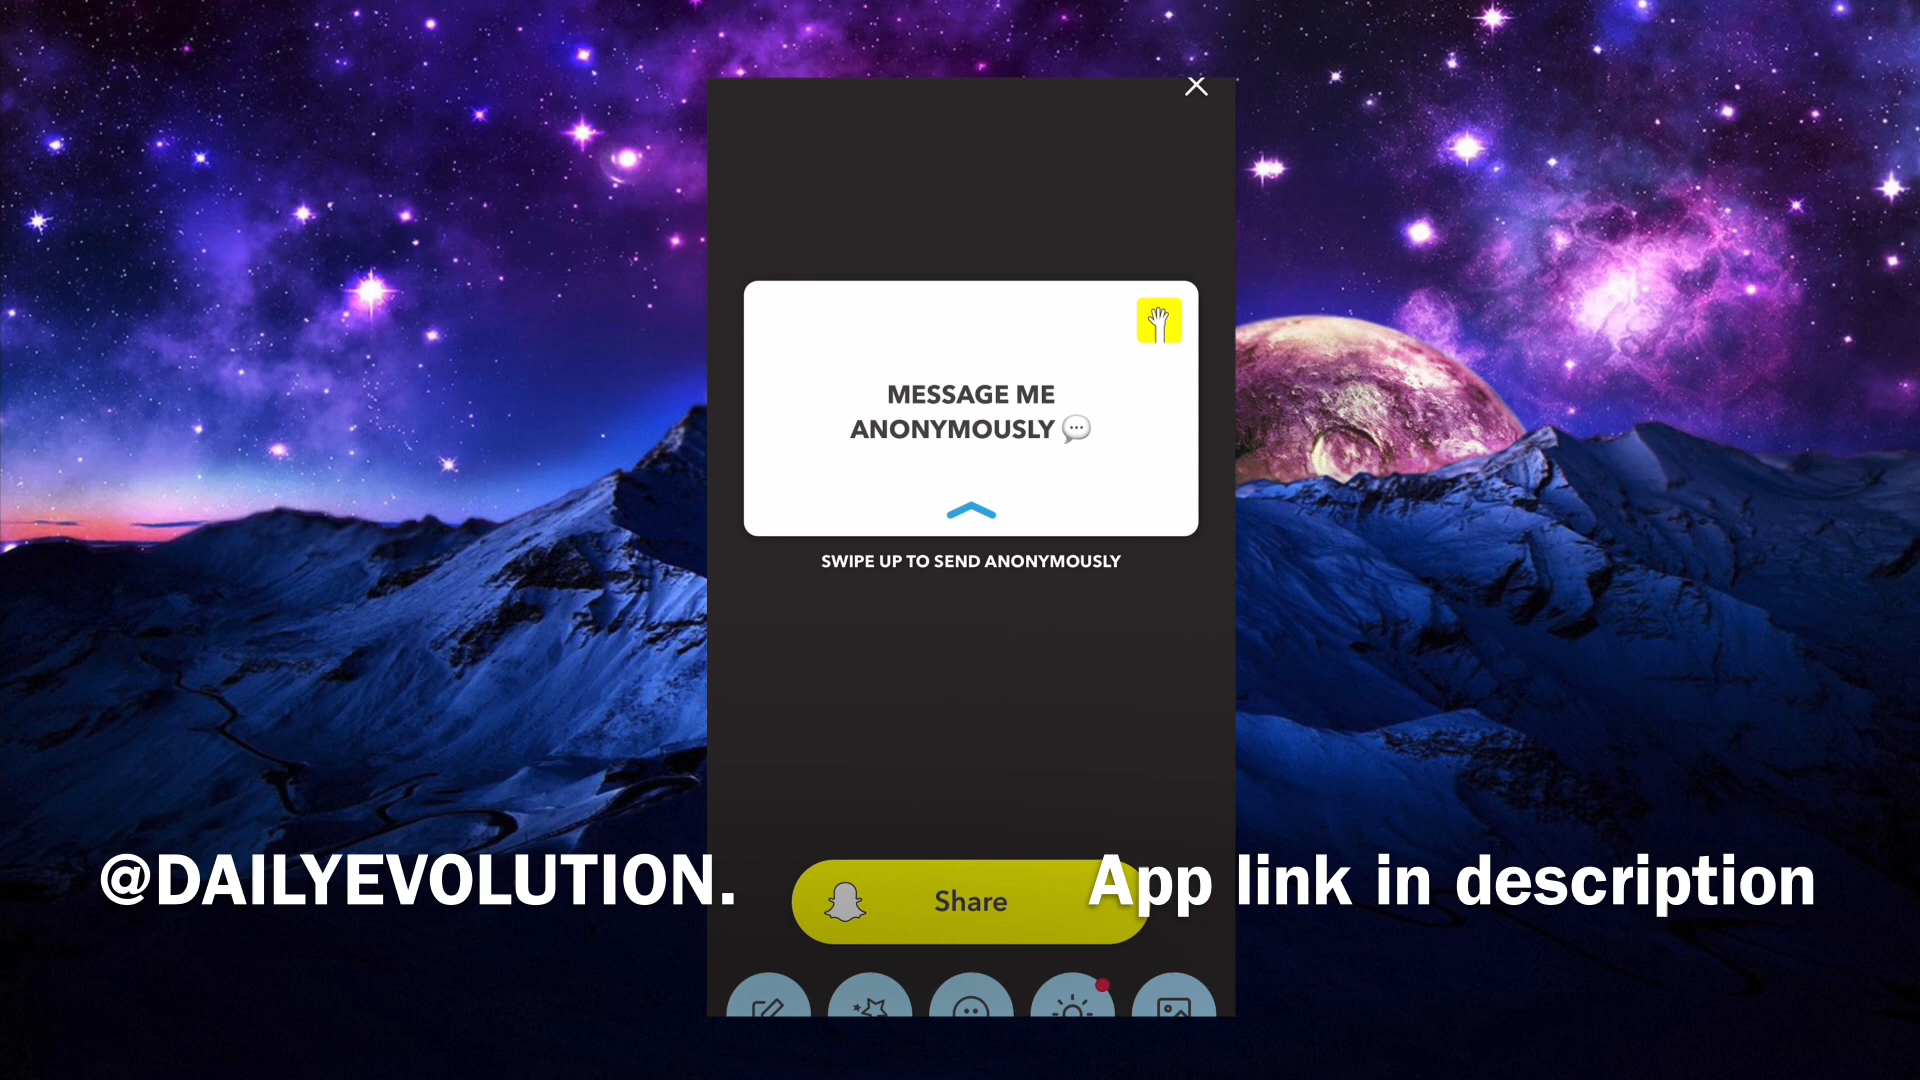 MESSAGE ME
ANONYMOUSLY 💬
SWIPE UP TO SEND ANONYMOUSLY
@DAILYEVOLUTION.
Share
App link in description